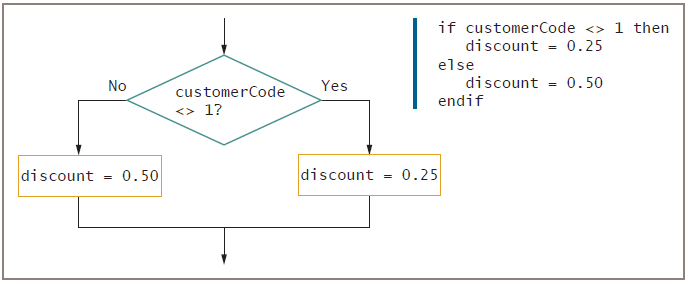 No
customerCode
<> 1?
Yes
discount = 0.50
discount = 0.25
if customerCode <> 1 then
   discount = 0.25
else
   discount = 0.50
endif